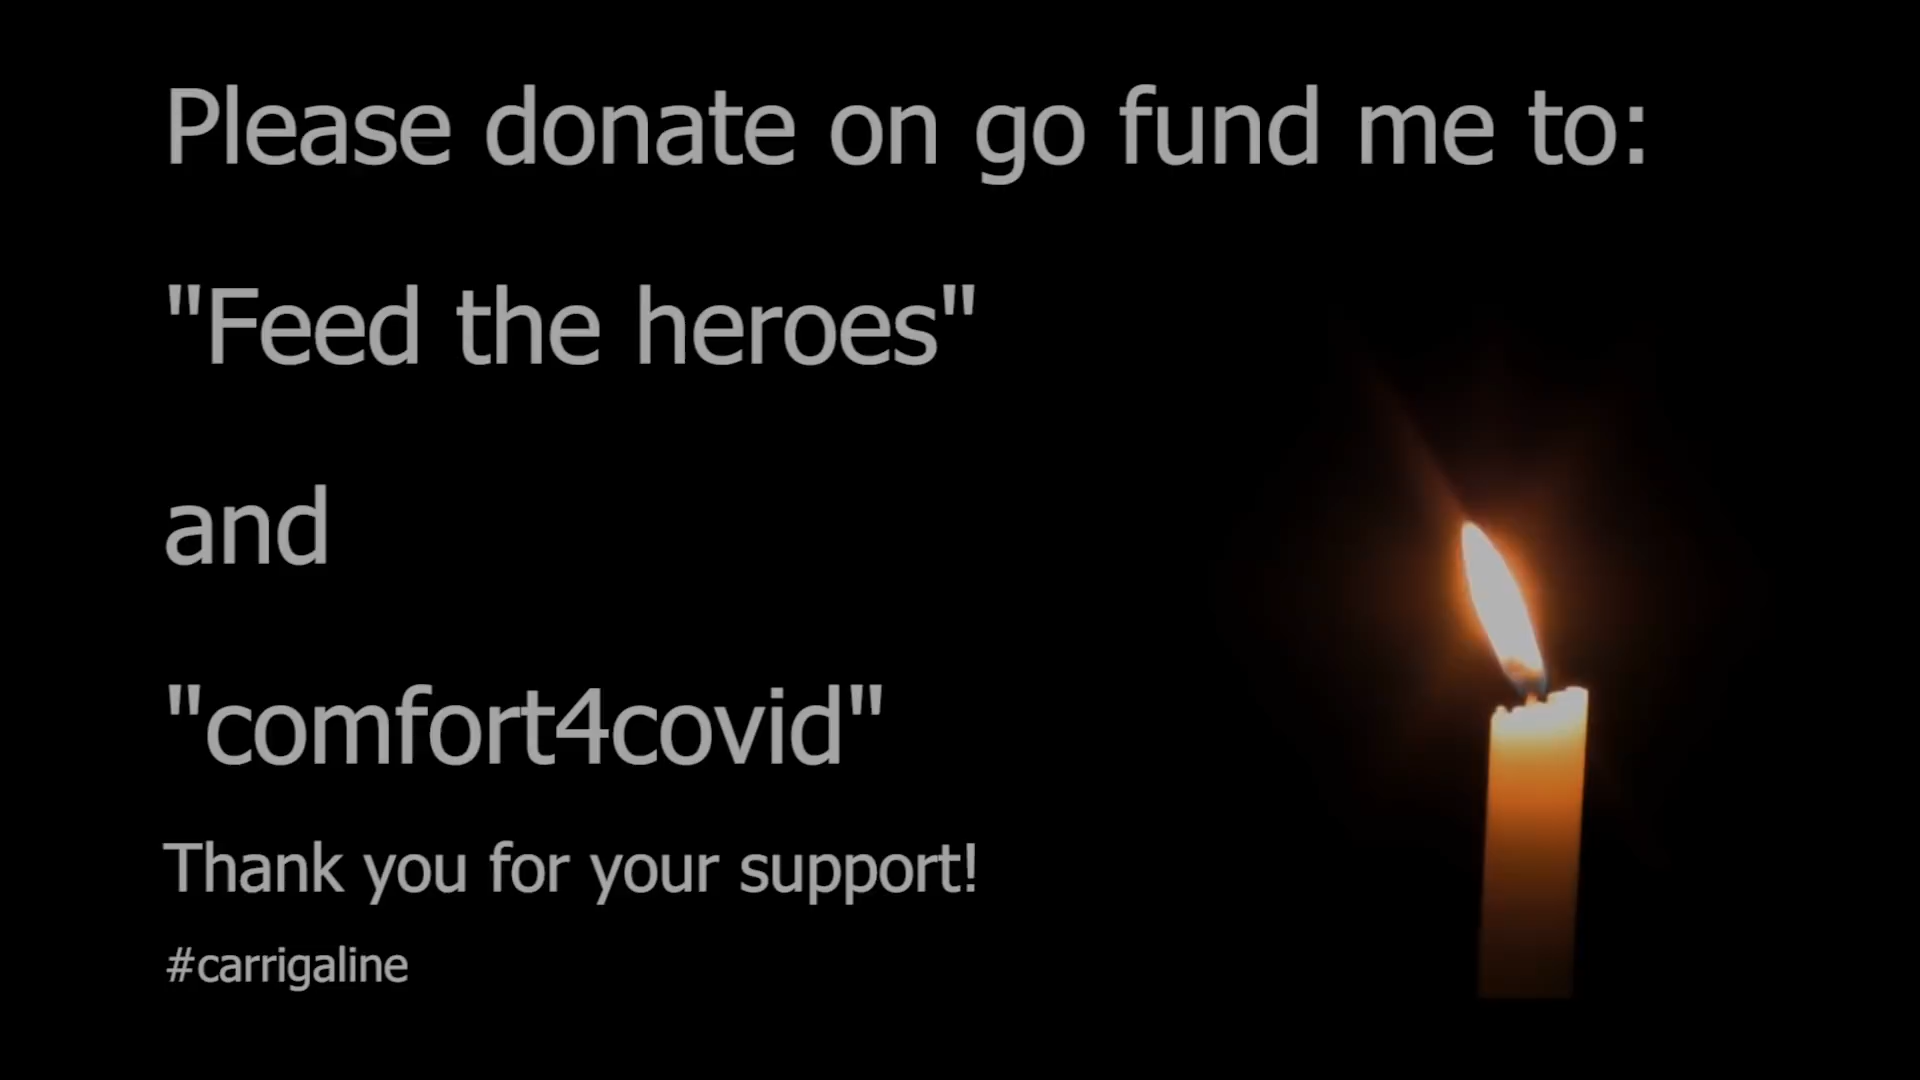 Please donate on go fund me to:
"Feed the heroes"
and
"comfort4covid"
Thank you for your support!
#carrigaline